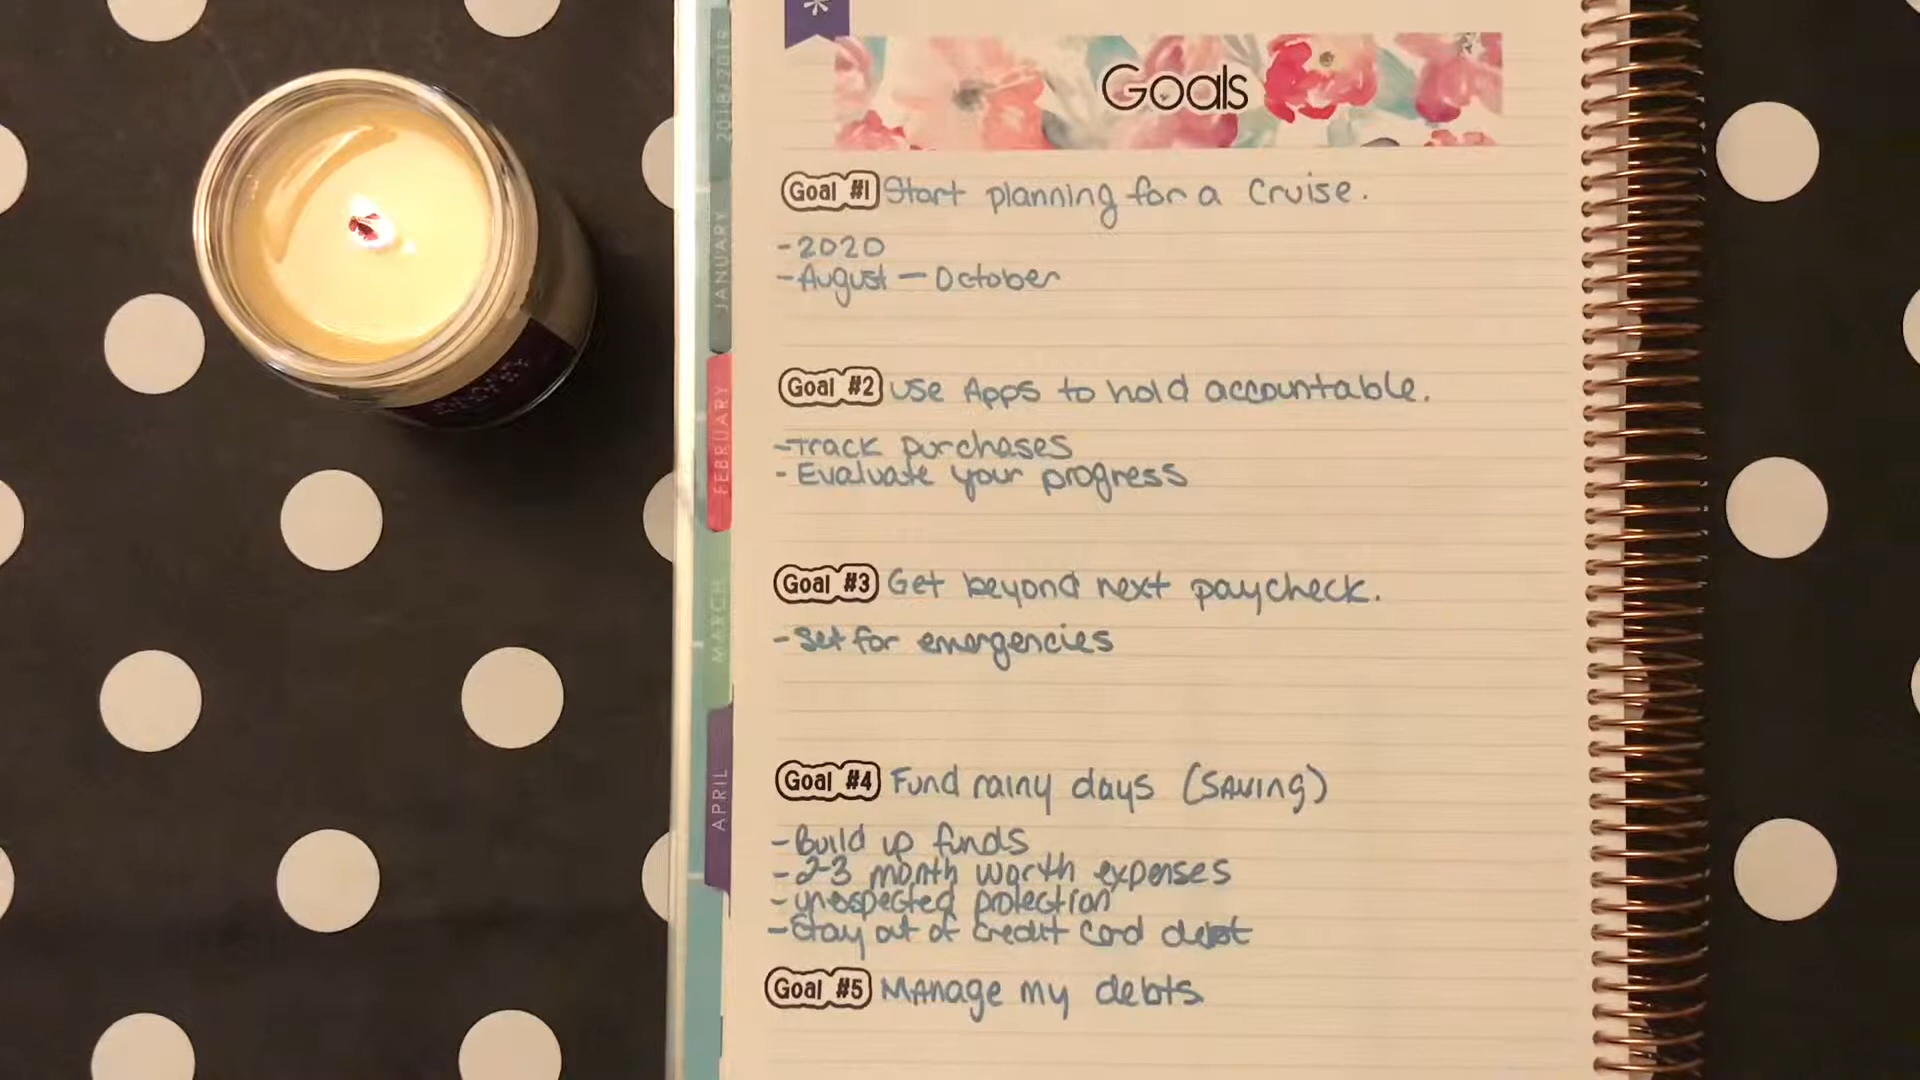 *
Goals
2018/2019
JANUARY
FEBRUARY
MARCH
APRIL
Goal #1 Start planning for a Cruise.
-2020
-August - October
Goal #2 Use Apps to hold accountable.
-Track purchases
- Evaluate your progress
Goal #3 Get beyond next paycheck.
- Set for emergencies
Goal #4 Fund rainy days (SAving)
- Build up funds
- 2-3 month worth expenses
- protection
- Stay out of credit card debt
Goal #5 MAnage my debts